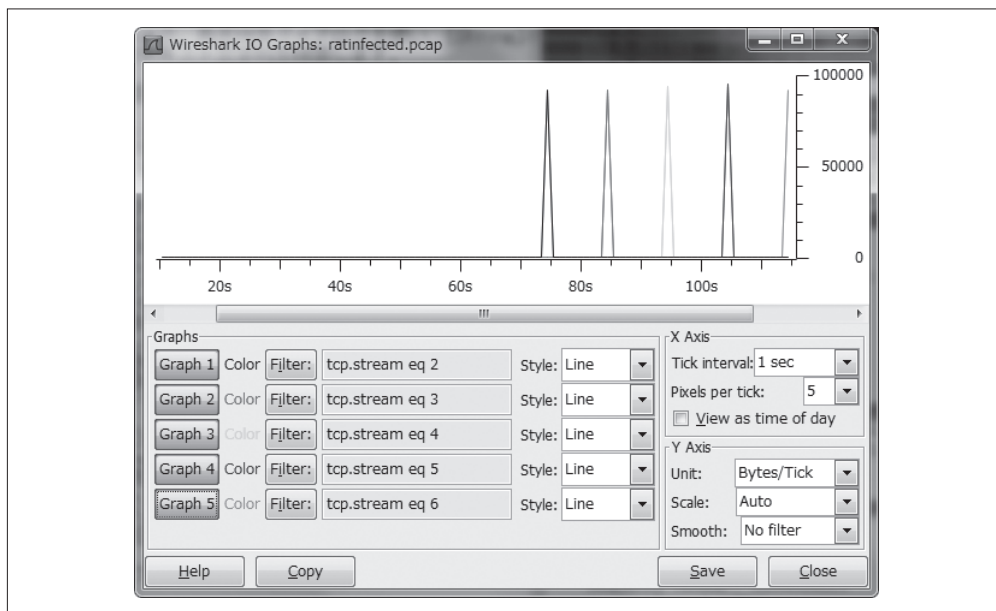 Wireshark IO Graphs: ratinfected.pcap
100000
50000
0
20s 40s 60s 80s 100s
Graphs
Graph 1 Color Filter: tcp.stream eq 2 Style: Line
Graph 2 Color Filter: tcp.stream eq 3 Style: Line
Graph 3 Color Filter: tcp.stream eq 4 Style: Line
Graph 4 Color Filter: tcp.stream eq 5 Style: Line
Graph 5 Color Filter: tcp.stream eq 6 Style: Line
X Axis
Tick interval: 1 sec
Pixels per tick: 5
View as time of day
Y Axis
Unit: Bytes/Tick
Scale: Auto
Smooth: No filter
Help Copy Save Close